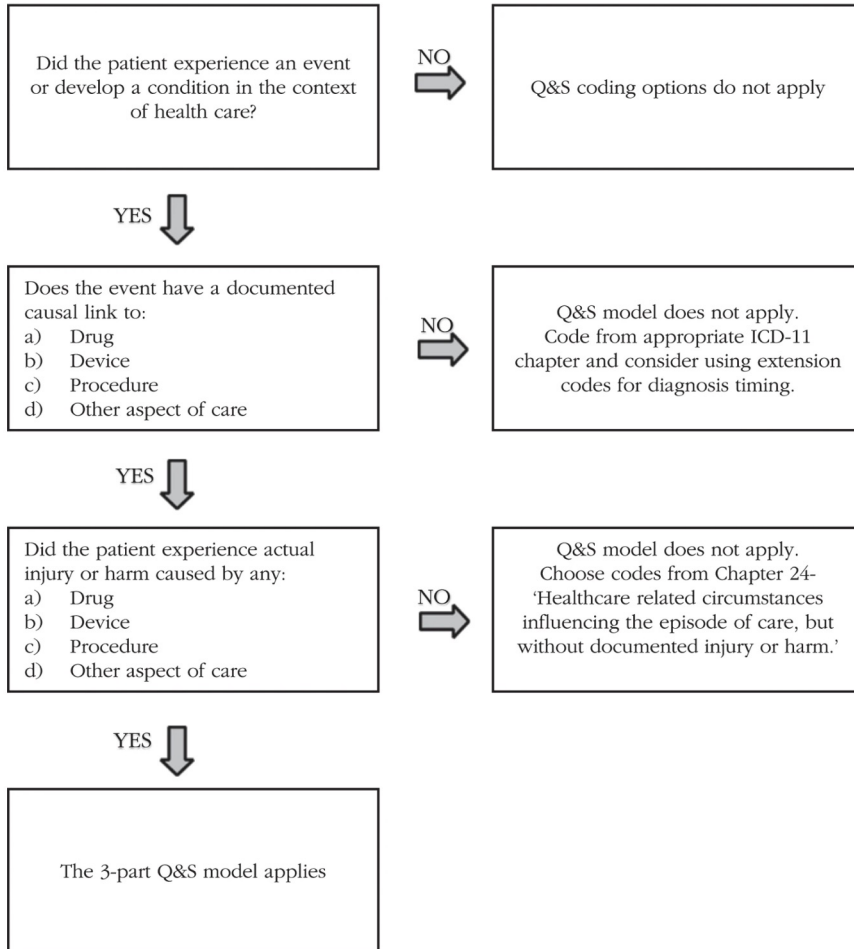 Did the patient experience an event
or develop a condition in the context
of health care?
NO
Q&S coding options do not apply
YES
Does the event have a documented
causal link to:
a) Drug
b) Device
c) Procedure
d) Other aspect of care
NO
Q&S model does not apply.
Code from appropriate ICD-11
chapter and consider using extension
codes for diagnosis timing.
YES
Did the patient experience actual
injury or harm caused by any:
a) Drug
b) Device
c) Procedure
d) Other aspect of care
NO
Q&S model does not apply.
Choose codes from Chapter 24-
‘Healthcare related circumstances
influencing the episode of care, but
without documented injury or harm.’
YES
The 3-part Q&S model applies